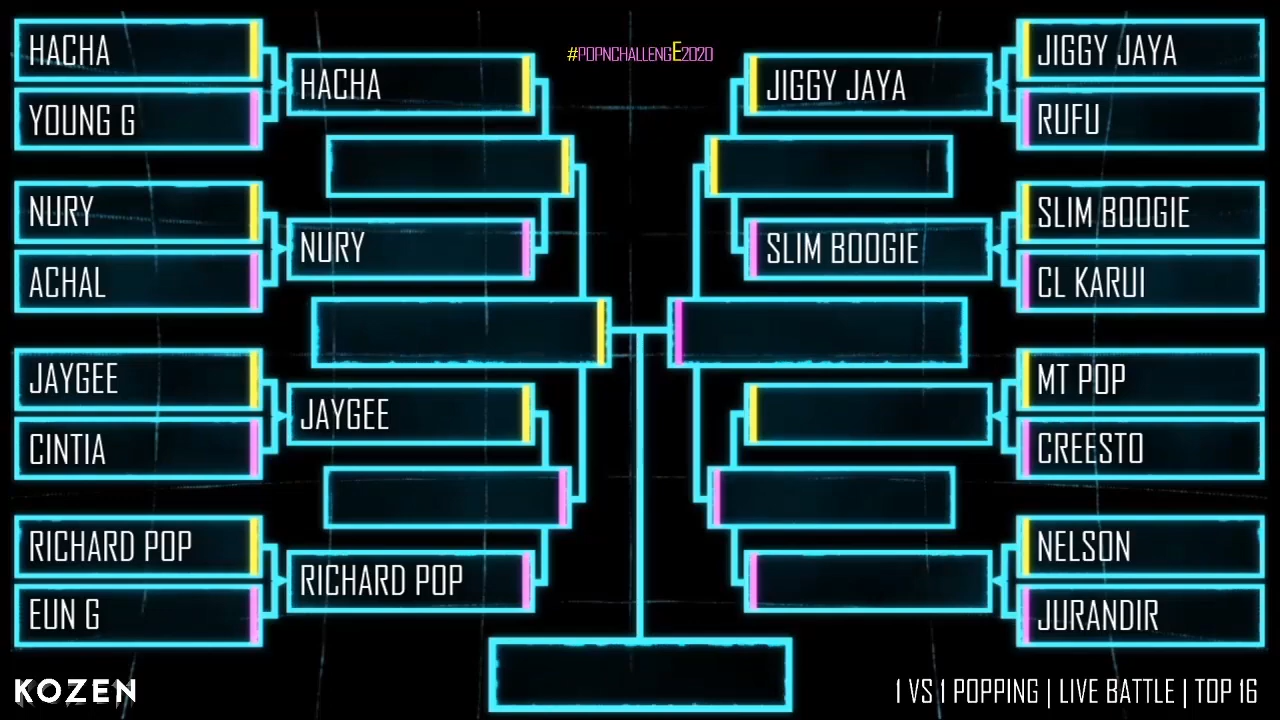 #POPNCHALLENGE2020
HACHA
YOUNG G
HACHA
NURY
ACHAL
NURY
JAYGEE
CINTIA
JAYGEE
RICHARD POP
EUN G
RICHARD POP
JIGGY JAYA
JIGGY JAYA
RUFU
SLIM BOOGIE
SLIM BOOGIE
CL KARUI
MT POP
CREESTO
NELSON
JURANDIR
KOZEN
1 VS 1 POPPING | LIVE BATTLE | TOP 16